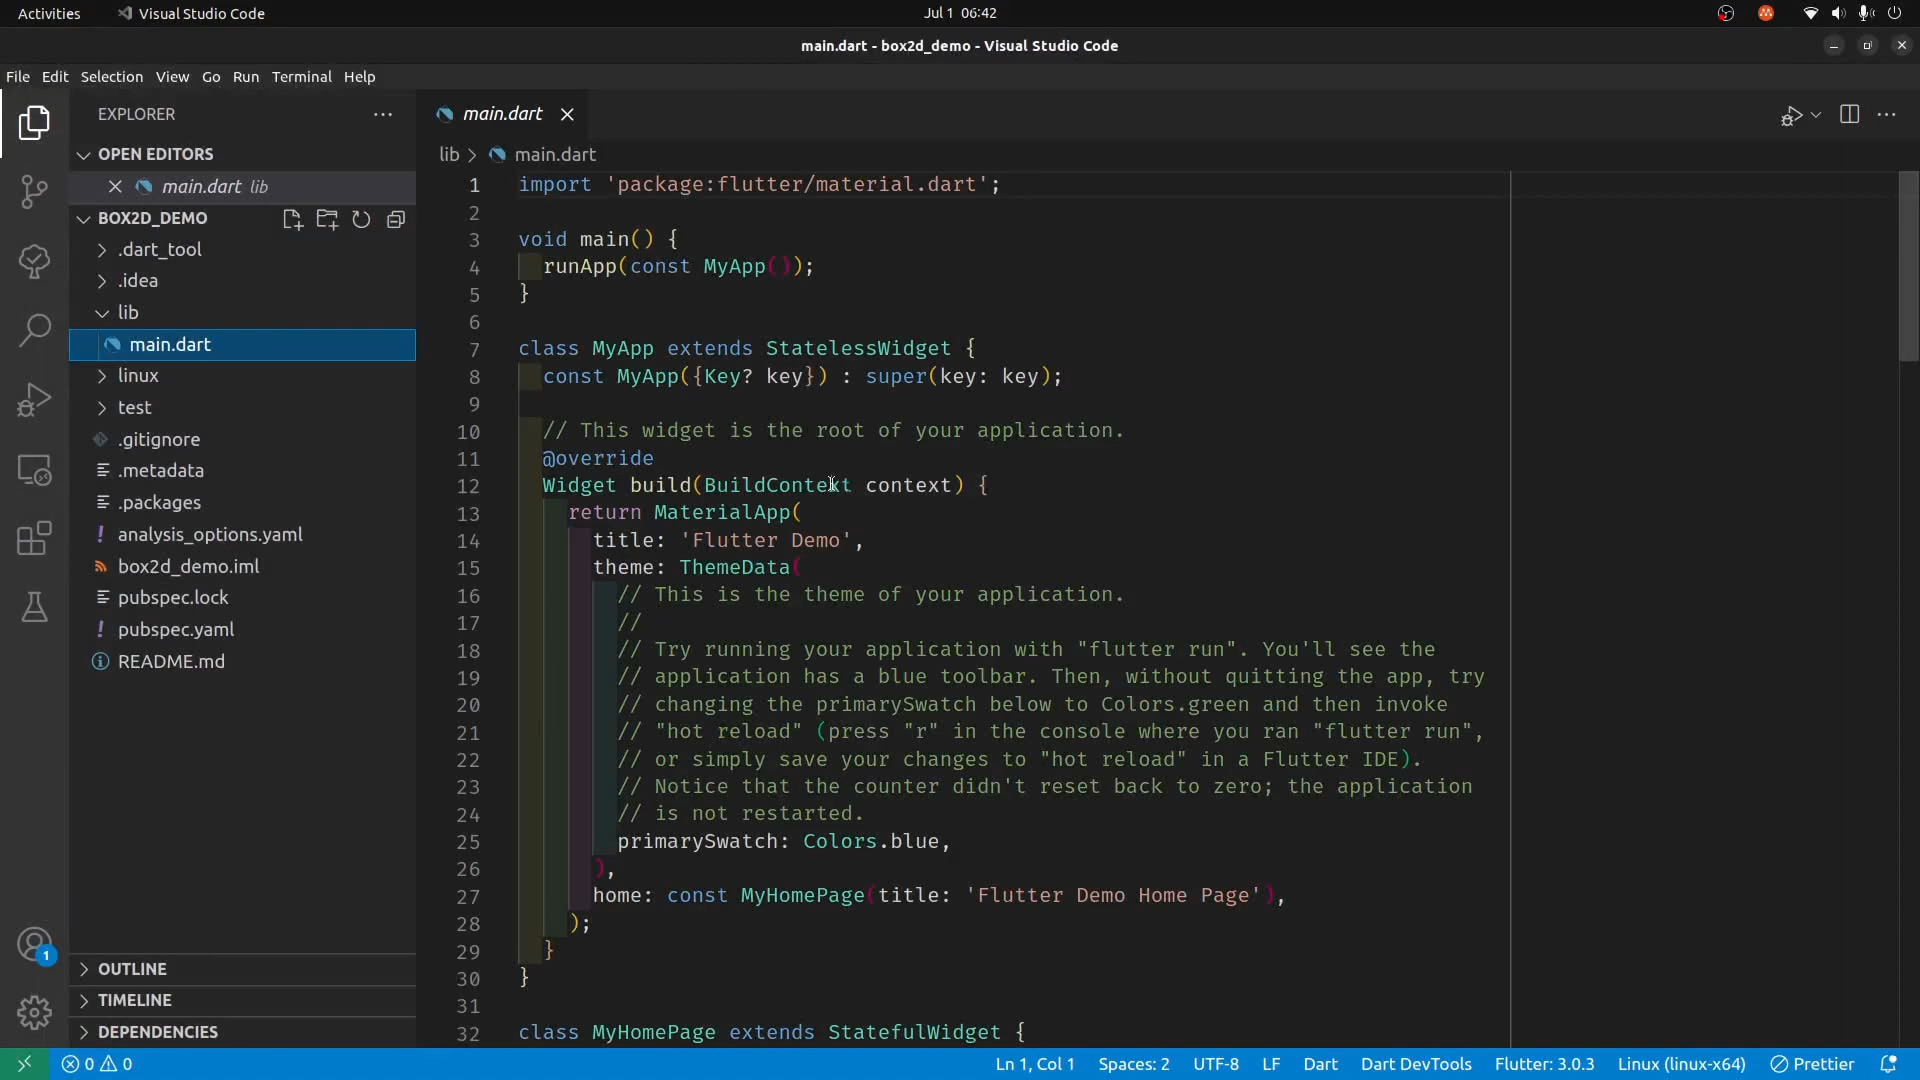 Activities
Visual Studio Code
Jul 1 06:42
main.dart - box2d_demo - Visual Studio Code
File Edit Selection View Go Run Terminal Help
EXPLORER
OPEN EDITORS
main.dart lib
BOX2D_DEMO
.dart_tool
.idea
lib
main.dart
linux
test
.gitignore
.metadata
.packages
analysis_options.yaml
box2d_demo.iml
pubspec.lock
pubspec.yaml
README.md
OUTLINE
TIMELINE
DEPENDENCIES
1
main.dart
lib > main.dart
1 import 'package:flutter/material.dart';
2
3 void main() {
4 runApp(const MyApp());
5 }
6
7 class MyApp extends StatelessWidget {
8 const MyApp({Key? key}) : super(key: key);
9
10 // This widget is the root of your application.
11 @override
12 Widget build(BuildContext context) {
13 return MaterialApp(
14 title: 'Flutter Demo',
15 theme: ThemeData(
16 // This is the theme of your application.
17 //
18 // Try running your application with "flutter run". You'll see the
19 // application has a blue toolbar. Then, without quitting the app, try
20 // changing the primarySwatch below to Colors.green and then invoke
21 // "hot reload" (press "r" in the console where you ran "flutter run",
22 // or simply save your changes to "hot reload" in a Flutter IDE).
23 // Notice that the counter didn't reset back to zero; the application
24 // is not restarted.
25 primarySwatch: Colors.blue,
26 ),
27 home: const MyHomePage(title: 'Flutter Demo Home Page'),
28 );
29 }
30 }
31
32 class MyHomePage extends StatefulWidget {
0 0
Ln 1, Col 1 Spaces: 2 UTF-8 LF Dart Dart DevTools Flutter: 3.0.3 Linux (linux-x64) Prettier